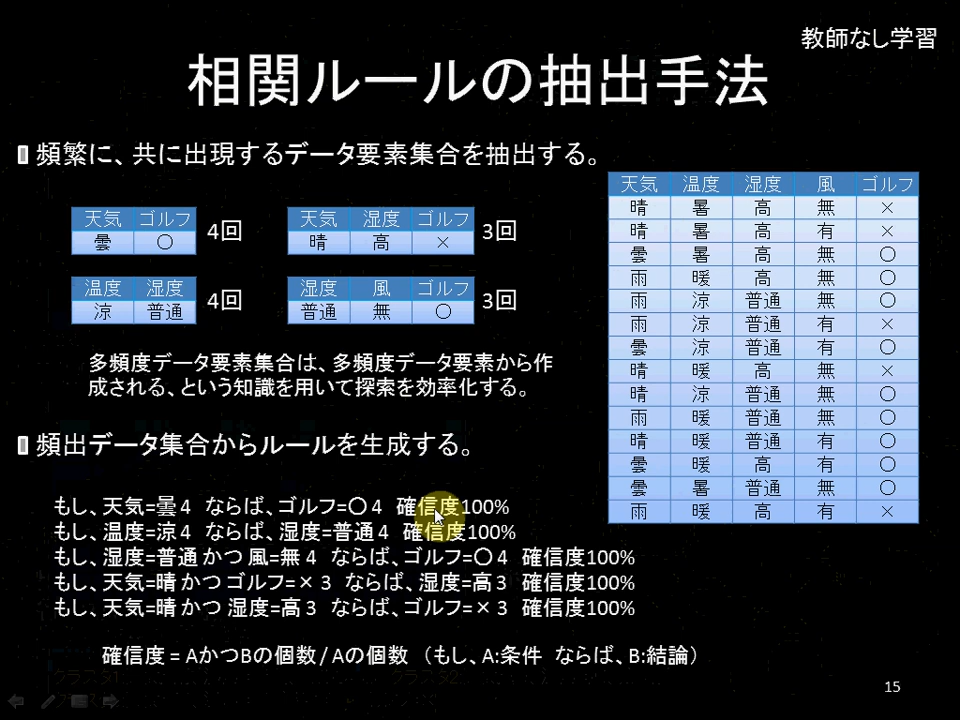 教師なし学習
相関ルールの抽出手法
頻繁に、共に出現するデータ要素集合を抽出する。
天気 ゴルフ
曇 〇
4回
天気 湿度 ゴルフ
晴 高 ×
3回
温度 湿度
涼 普通
4回
湿度 風 ゴルフ
普通 無 〇
3回
多頻度データ要素集合は、多頻度データ要素から作
成される、という知識を用いて探索を効率化する。
頻出データ集合からルールを生成する。
もし、天気=曇 4 ならば、ゴルフ=〇 4 確信度100%
もし、温度=涼 4 ならば、湿度=普通 4 確信度100%
もし、湿度=普通 かつ 風=無 4 ならば、ゴルフ=〇 4 確信度100%
もし、天気=晴 かつ ゴルフ=× 3 ならば、湿度=高 3 確信度100%
もし、天気=晴 かつ 湿度=高 3 ならば、ゴルフ=× 3 確信度100%
確信度 = AかつBの個数 / Aの個数 （もし、A:条件 ならば、B:結論）
天気 温度 湿度 風 ゴルフ
晴 暑 高 無 ×
晴 暑 高 有 ×
曇 暑 高 無 〇
雨 暖 高 無 〇
雨 涼 普通 無 〇
雨 涼 普通 有 ×
曇 涼 普通 有 〇
晴 暖 高 無 ×
晴 涼 普通 無 〇
雨 暖 普通 無 〇
晴 暖 普通 有 〇
曇 暖 高 有 〇
曇 暑 普通 無 〇
雨 暖 高 有 ×
クラスタ1
クラスタ2
15